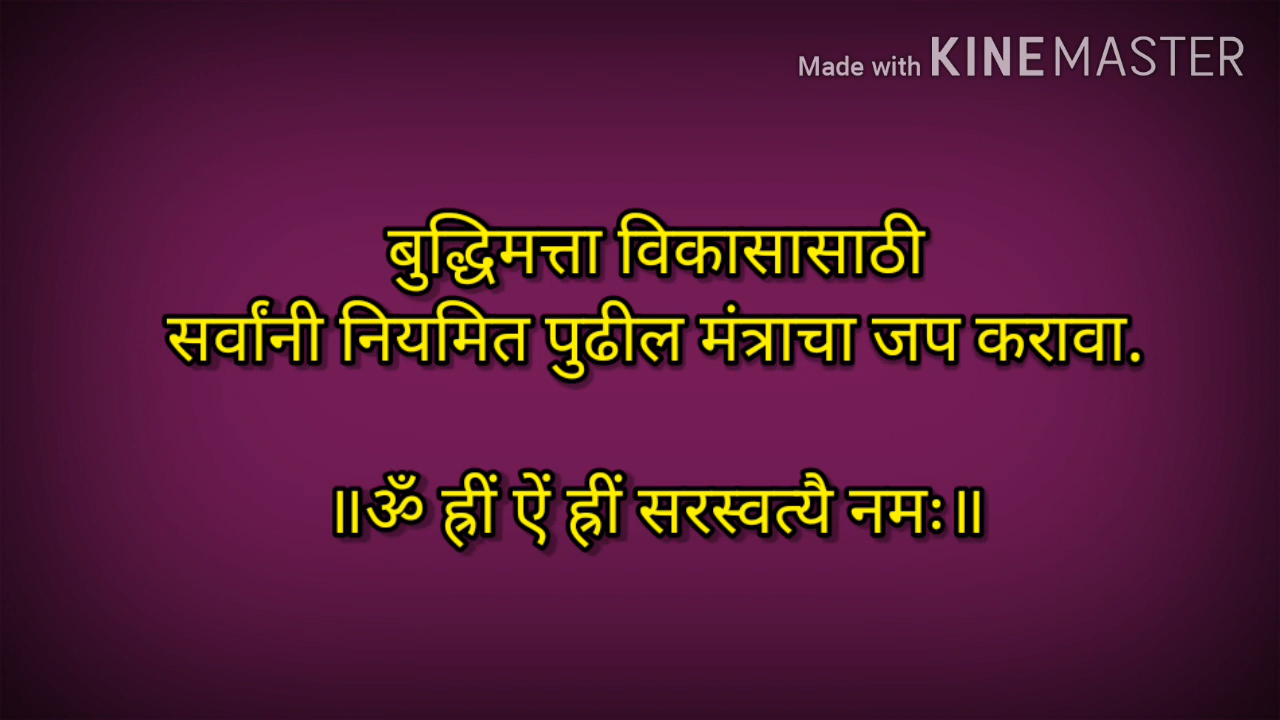 Made with KINEMASTER
बुद्धिमत्ता विकासासाठी
सर्वांनी नियमित पुढील मंत्राचा जप करावा.
॥ॐ ह्रीं ऐं ह्रीं सरस्वत्यै नमः॥